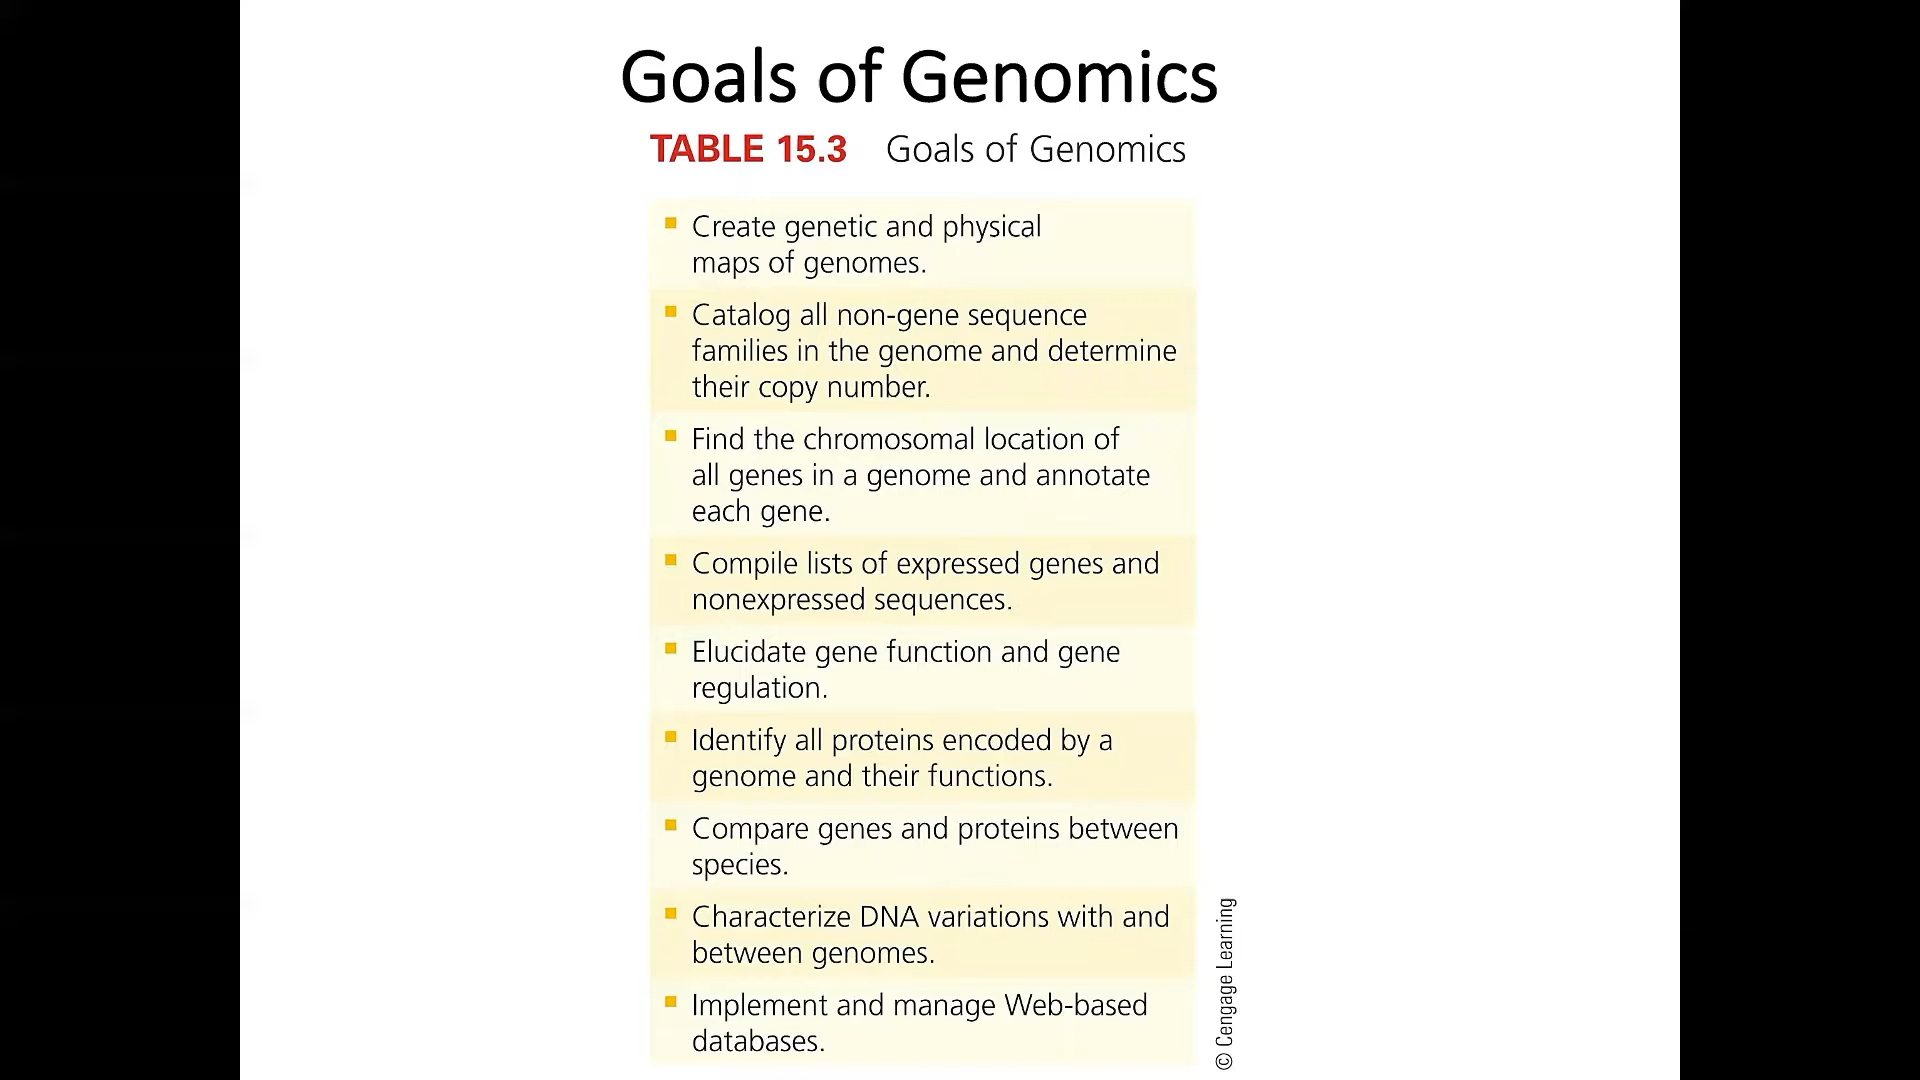 Goals of Genomics
TABLE 15.3 Goals of Genomics
Create genetic and physical
maps of genomes.
Catalog all non-gene sequence
families in the genome and determine
their copy number.
Find the chromosomal location of
all genes in a genome and annotate
each gene.
Compile lists of expressed genes and
nonexpressed sequences.
Elucidate gene function and gene
regulation.
Identify all proteins encoded by a
genome and their functions.
Compare genes and proteins between
species.
Characterize DNA variations with and
between genomes.
Implement and manage Web-based
databases.
© Cengage Learning